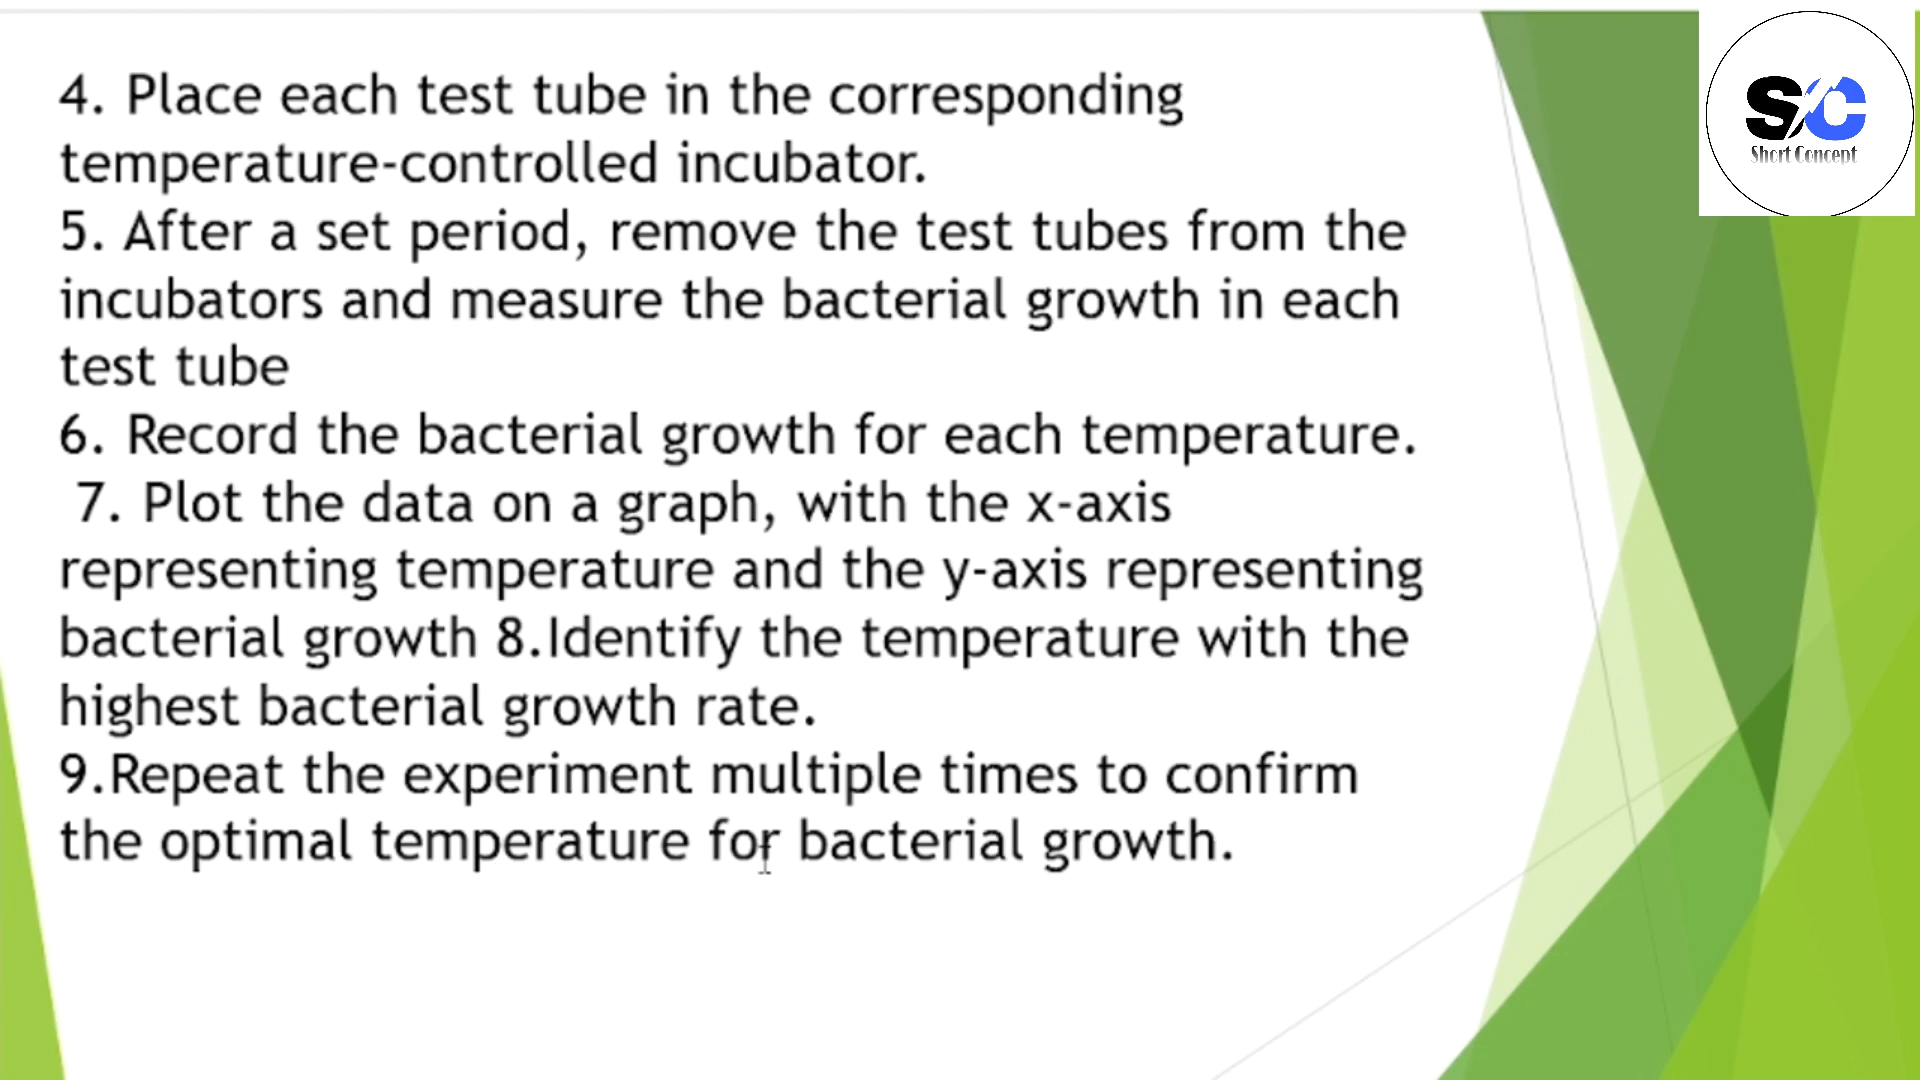 4. Place each test tube in the corresponding
temperature-controlled incubator.
5. After a set period, remove the test tubes from the
incubators and measure the bacterial growth in each
test tube
6. Record the bacterial growth for each temperature.
7. Plot the data on a graph, with the x-axis
representing temperature and the y-axis representing
bacterial growth 8.Identify the temperature with the
highest bacterial growth rate.
9.Repeat the experiment multiple times to confirm
the optimal temperature for bacterial growth.
SC
Short Concept